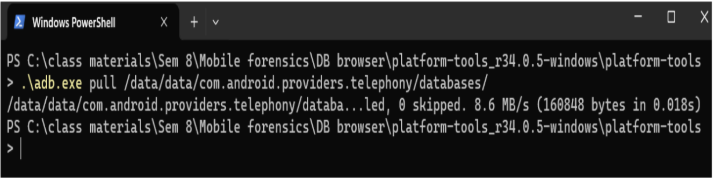 Windows PowerShell
PS C:\class materials\Sem 8\Mobile forensics\DB browser\platform-tools_r34.0.5-windows\platform-tools
> .\adb.exe pull /data/data/com.android.providers.telephony/databases/
/data/data/com.android.providers.telephony/databa...led, 0 skipped. 8.6 MB/s (160848 bytes in 0.018s)
PS C:\class materials\Sem 8\Mobile forensics\DB browser\platform-tools_r34.0.5-windows\platform-tools
>